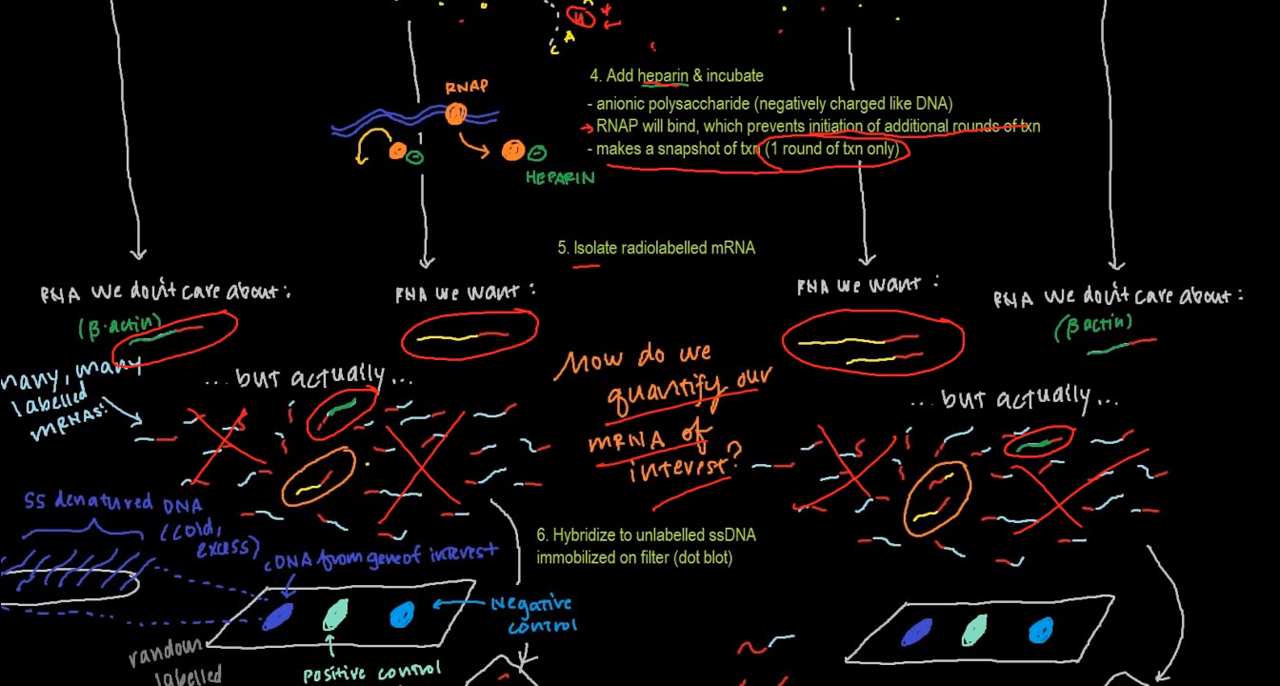 U
A
C
RNAP
HEPARIN
4. Add heparin & incubate
- anionic polysaccharide (negatively charged like DNA)
RNAP will bind, which prevents initiation of additional rounds of txn
- makes a snapshot of txn (1 round of txn only)
5. Isolate radiolabelled mRNA
RNA we don't care about:
(β-actin)
RNA we want:
RNA we want:
RNA we don't care about:
(β actin)
many, many
labelled
mRNAs:
...but actually...
How do we
quantify our
mRNA of
interest?
...but actually...
SS denatured DNA
(cold,
excess)
6. Hybridize to unlabelled ssDNA
immobilized on filter (dot blot)
cDNA from gene of interest
Negative
control
random
labelled
positive control